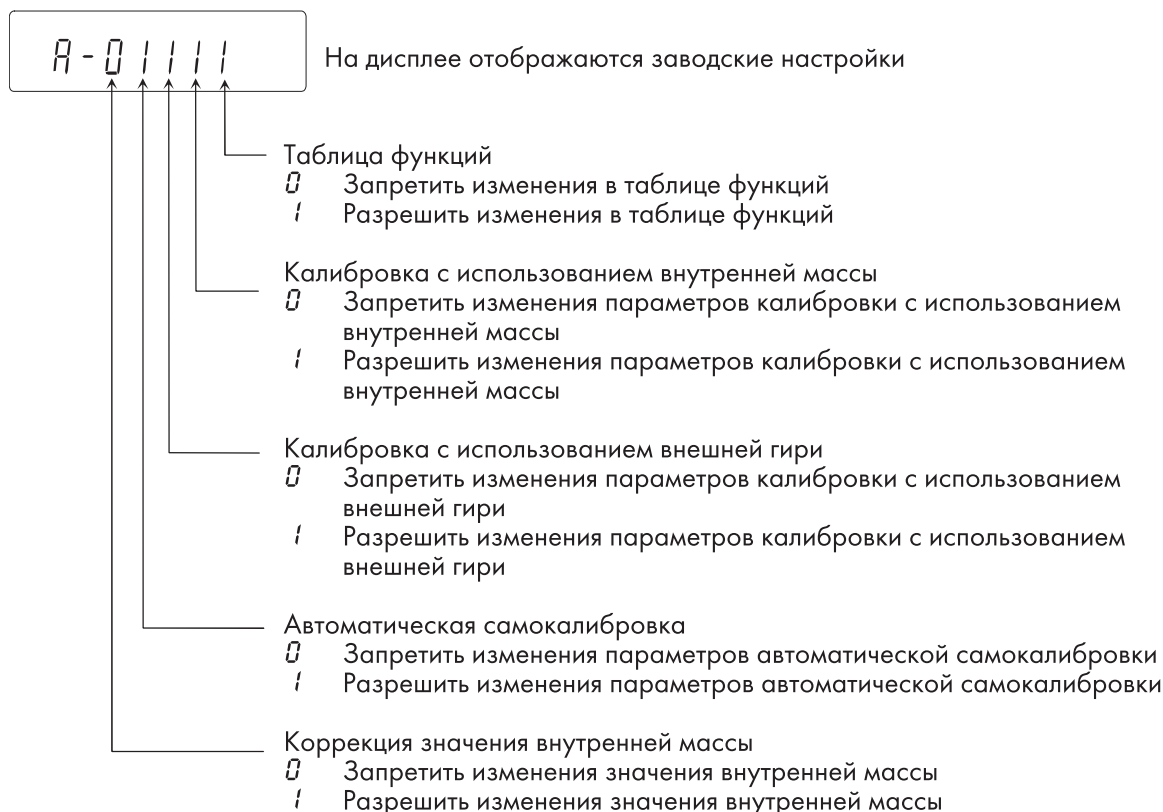 A-01111
На дисплее отображаются заводские настройки
Таблица функций
0 Запретить изменения в таблице функций
1 Разрешить изменения в таблице функций
Калибровка с использованием внутренней массы
0 Запретить изменения параметров калибровки с использованием
внутренней массы
1 Разрешить изменения параметров калибровки с использованием
внутренней массы
Калибровка с использованием внешней гири
0 Запретить изменения параметров калибровки с использованием
внешней гири
1 Разрешить изменения параметров калибровки с использованием
внешней гири
Автоматическая самокалибровка
0 Запретить изменения параметров автоматической самокалибровки
1 Разрешить изменения параметров автоматической самокалибровки
Коррекция значения внутренней массы
0 Запретить изменения значения внутренней массы
1 Разрешить изменения значения внутренней массы